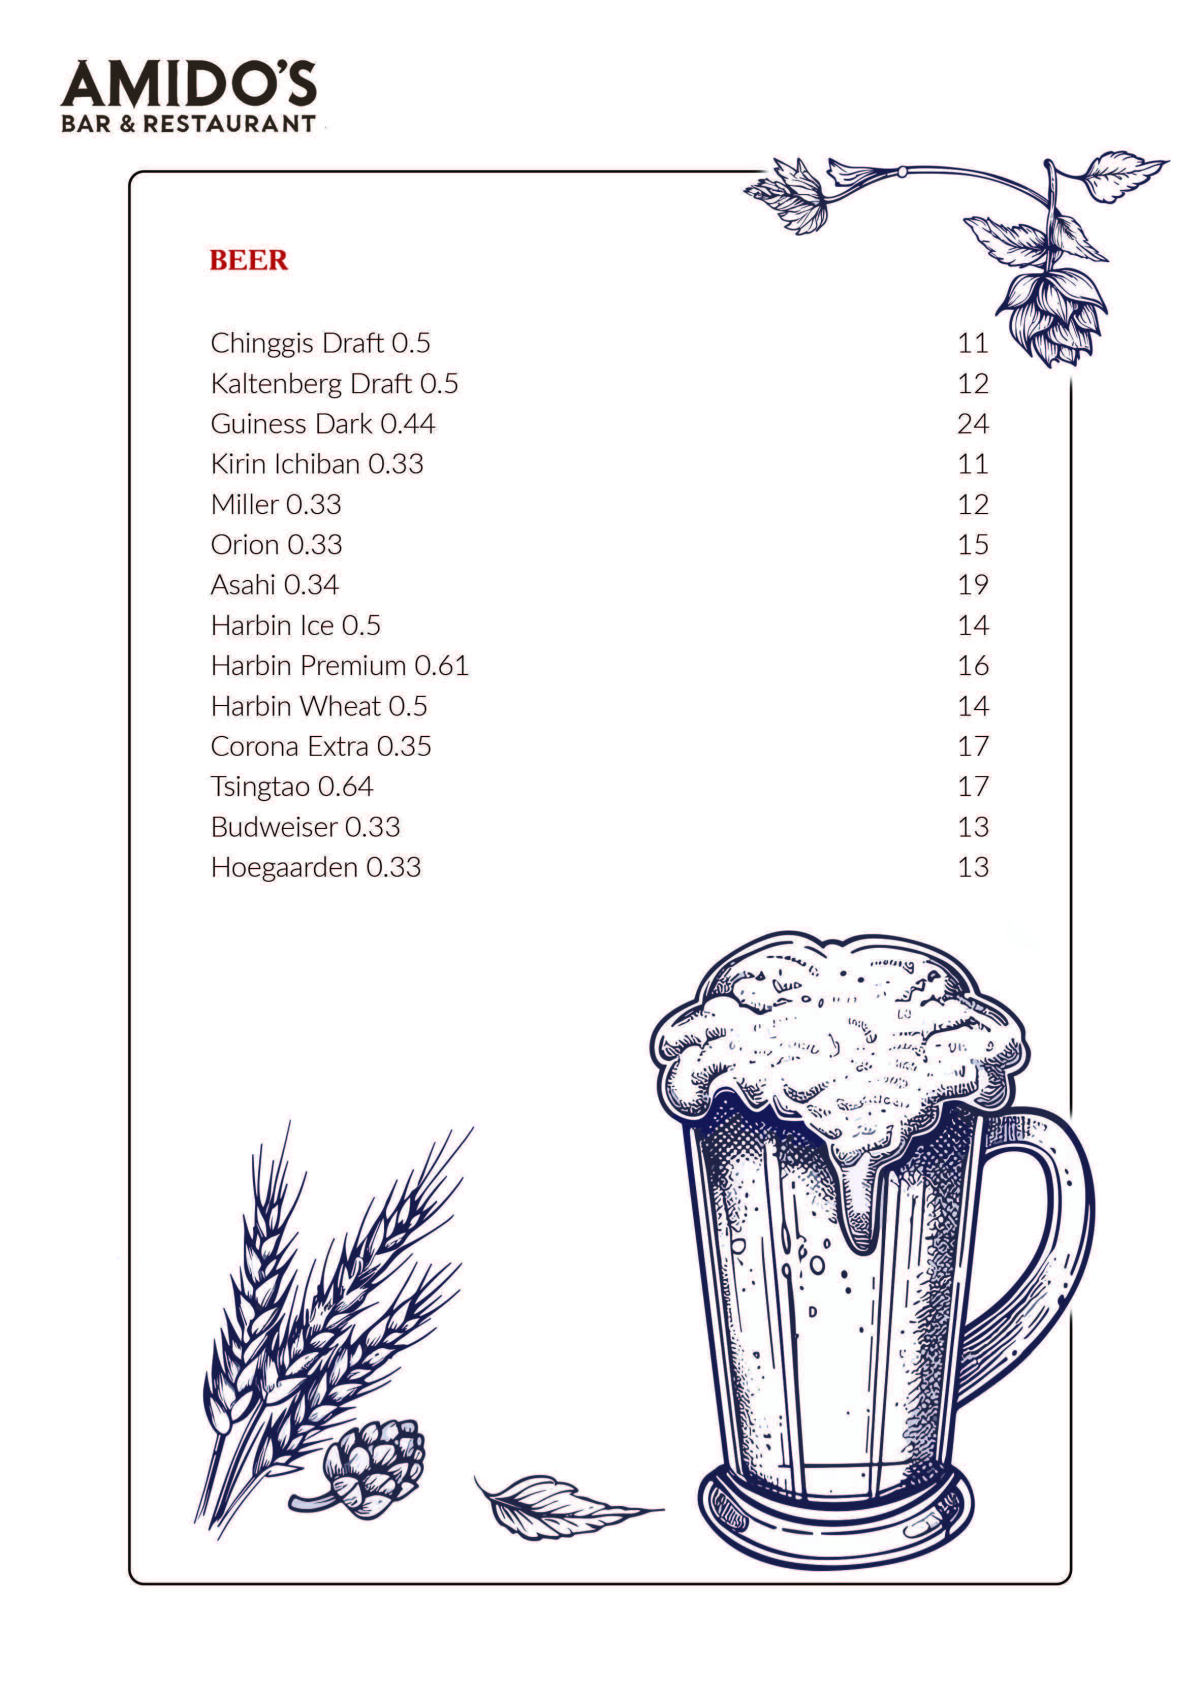 AMIDO'S
BAR & RESTAURANT
BEER
Chinggis Draft 0.5 11
Kaltenberg Draft 0.5 12
Guiness Dark 0.44 24
Kirin Ichiban 0.33 11
Miller 0.33 12
Orion 0.33 15
Asahi 0.34 19
Harbin Ice 0.5 14
Harbin Premium 0.61 16
Harbin Wheat 0.5 14
Corona Extra 0.35 17
Tsingtao 0.64 17
Budweiser 0.33 13
Hoegaarden 0.33 13